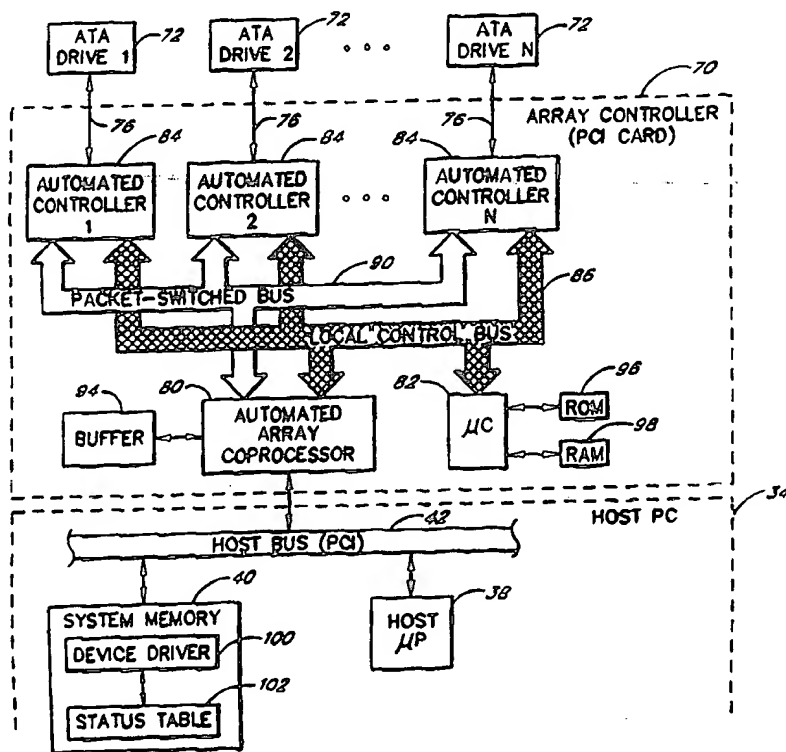 72
72
72
ATA
DRIVE 1
ATA
DRIVE 2
ATA
DRIVE N
70
76
76
76
ARRAY CONTROLLER
(PCI CARD)
84
84
84
AUTOMATED
CONTROLLER
1
AUTOMATED
CONTROLLER
2
AUTOMATED
CONTROLLER
N
90
86
PACKET-SWITCHED BUS
LOCAL CONTROL BUS
94
80
82
96
BUFFER
AUTOMATED
ARRAY
COPROCESSOR
μC
ROM
98
RAM
34
42
HOST PC
HOST BUS (PCI)
40
38
SYSTEM MEMORY
100
DEVICE DRIVER
HOST
μP
102
STATUS TABLE